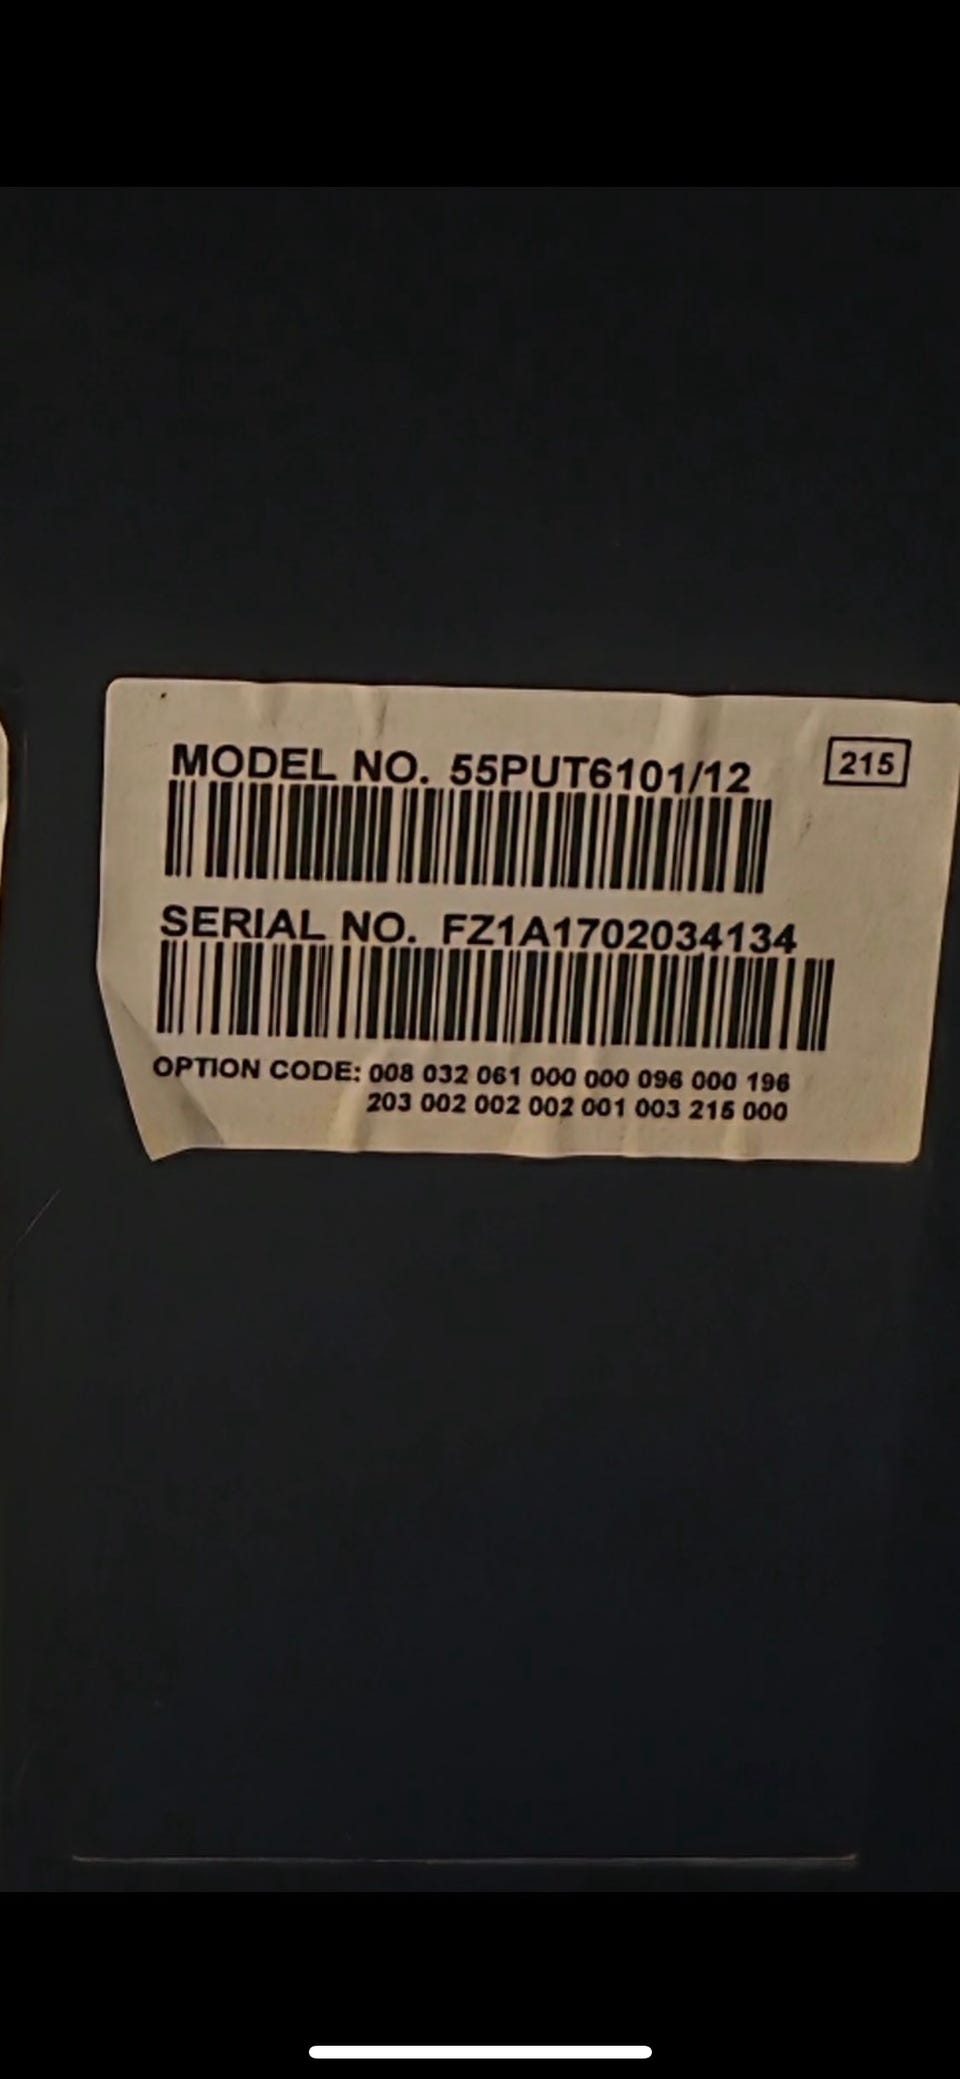 MODEL NO. 55PUT6101/12
215
SERIAL NO. FZ1A1702034134
OPTION CODE: 008 032 061 000 000 096 000 196
203 002 002 002 001 003 215 000